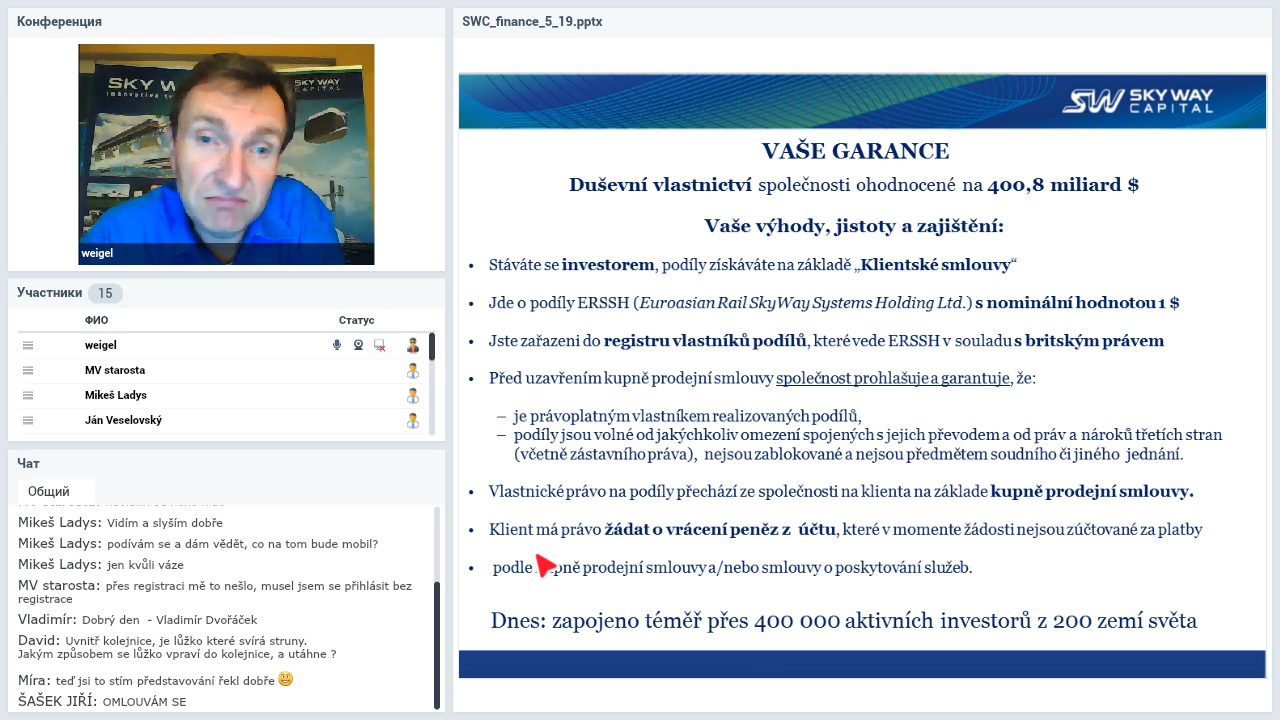 Конференция
SKY W
SKY WAY
CAPITAL
weigel
Участники 15
ФИО Статус
weigel
MV starosta
Mikeš Ladys
Ján Veselovský
Чат
Общий
Mikeš Ladys: Vidím a slyším dobře
Mikeš Ladys: podívám se a dám vědět, co na tom bude mobil?
Mikeš Ladys: jen kvůli váze
MV starosta: přes registraci mě to nešlo, musel jsem se přihlásit bez
registrace
Vladimír: Dobrý den - Vladimír Dvořáček
David: Uvnitř kolejnice, je lůžko které svírá struny.
Jakým způsobem se lůžko vpraví do kolejnice, a utáhne ?
Míra: teď jsi to stím představování řekl dobře
ŠAŠEK JIŘÍ: OMLOUVÁM SE
SWC_finance_5_19.pptx
SW SKY WAY
CAPITAL
VAŠE GARANCE
Duševní vlastnictví společnosti ohodnocené na 400,8 miliard $
Vaše výhody, jistoty a zajištění:
• Stáváte se investorem, podíly získáváte na základě „Klientské smlouvy“
• Jde o podíly ERSSH (Euroasian Rail SkyWay Systems Holding Ltd.) s nominální hodnotou 1 $
• Jste zařazeni do registru vlastníků podílů, které vede ERSSH v souladu s britským právem
• Před uzavřením kupně prodejní smlouvy společnost prohlašuje a garantuje, že:
– je právoplatným vlastníkem realizovaných podílů,
– podíly jsou volné od jakýchkoliv omezení spojených s jejich převodem a od práv a nároků třetích stran
(včetně zástavního práva), nejsou zablokované a nejsou předmětem soudního či jiného jednání.
• Vlastnické právo na podíly přechází ze společnosti na klienta na základe kupně prodejní smlouvy.
• Klient má právo žádat o vrácení peněz z účtu, které v momente žádosti nejsou zúčtované za platby
• podle pně prodejní smlouvy a/nebo smlouvy o poskytování služeb.
Dnes: zapojeno téměř přes 400 000 aktivních investorů z 200 zemí světa